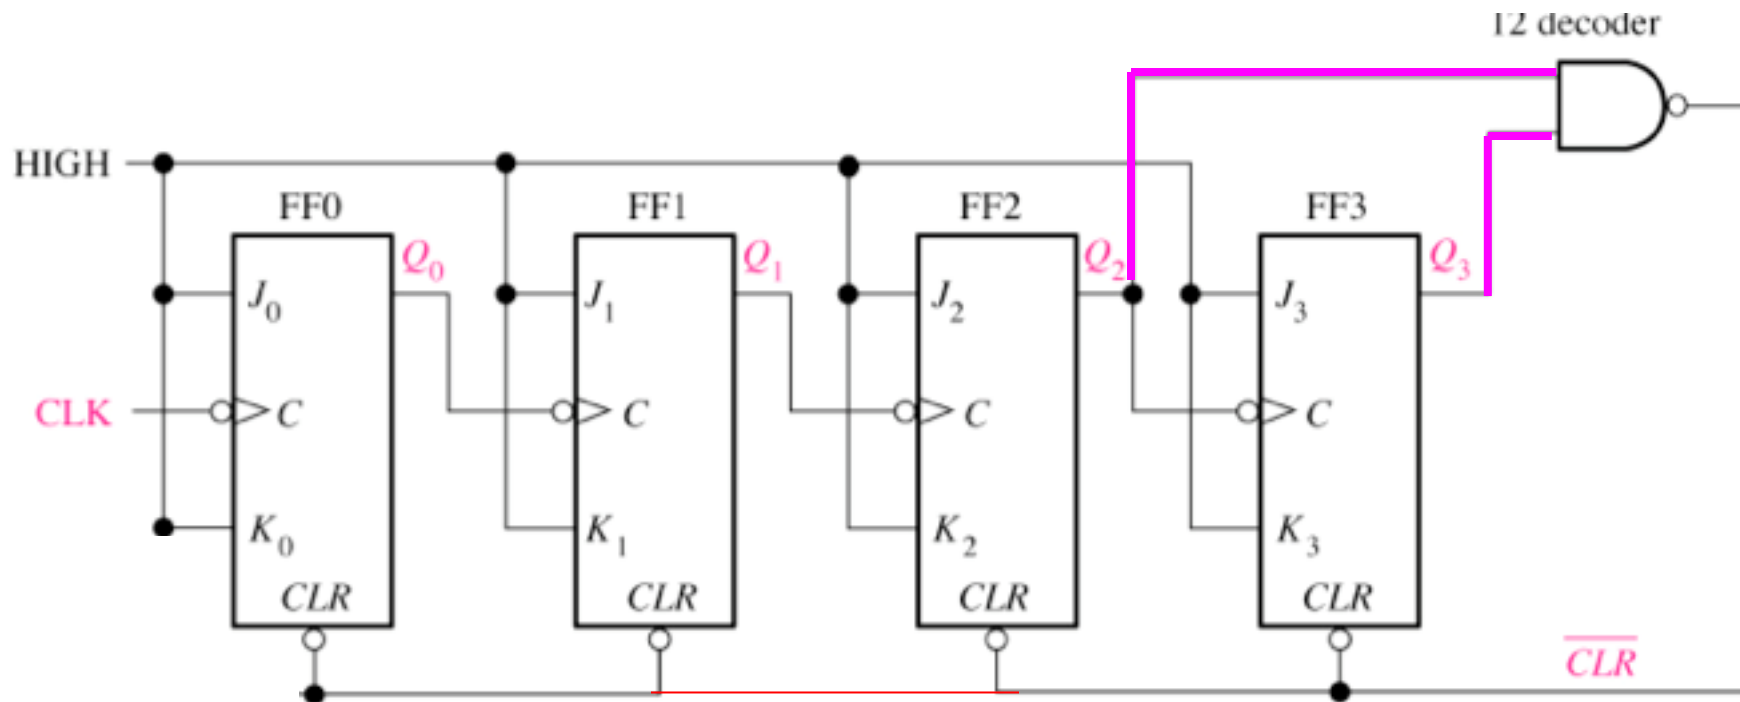 12 decoder
HIGH
FF0 FF1 FF2 FF3
Q0 Q1 Q2 Q3
J0 J1 J2 J3
CLK C C C C
K0 K1 K2 K3
CLR CLR CLR CLR
CLR